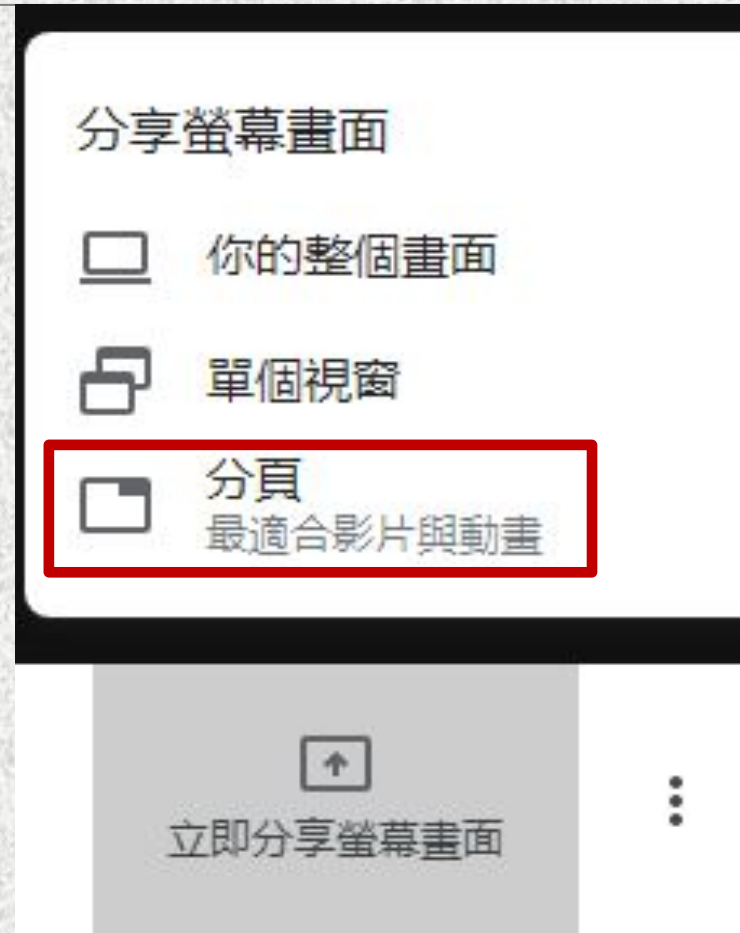 分享螢幕畫面
你的整個畫面
單個視窗
分頁
最適合影片與動畫
立即分享螢幕畫面